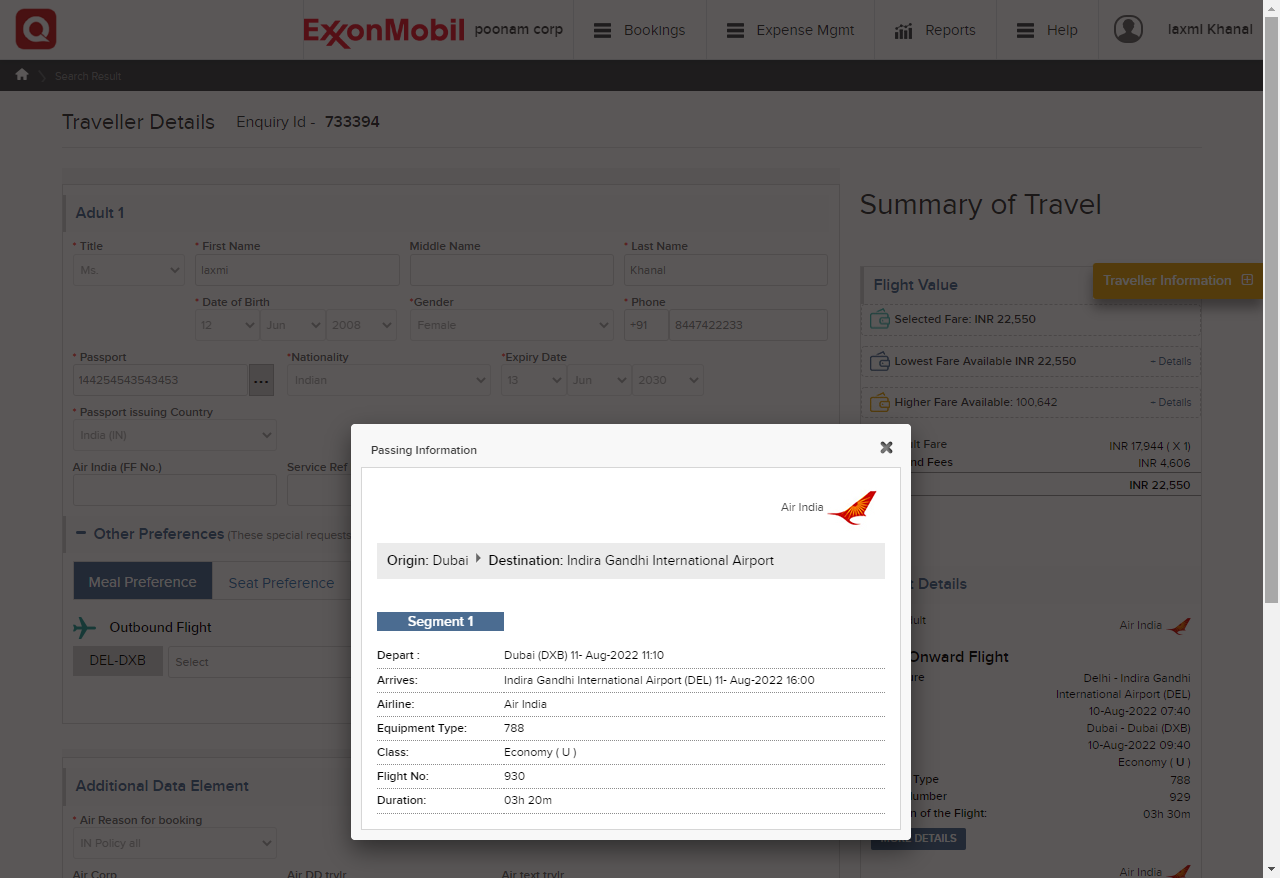 ExxonMobil poonam corp Bookings Expense Mgmt Reports Help laxmi Khanal
Search Result
Traveller Details Enquiry Id - 733394
Adult 1
* Title * First Name Middle Name * Last Name
Ms. laxmi Khanal
* Date of Birth *Gender * Phone
12 Jun 2008 Female +91 8447422233
* Passport *Nationality *Expiry Date
144254543543453 ... Indian 13 Jun 2030
* Passport issuing Country
India (IN)
Air India (FF No.) Service Ref
− Other Preferences (These special requests
Meal Preference Seat Preference
Outbound Flight
DEL-DXB Select
Additional Data Element
* Air Reason for booking
IN Policy all
Air Corp Air DD trvlr Air text trvlr
Summary of Travel
Flight Value
Traveller Information
Selected Fare: INR 22,550
Lowest Fare Available INR 22,550 − Details
Higher Fare Available: 100,642 − Details
ult Fare INR 17,944 ( X 1)
nd Fees INR 4,606
INR 22,550
Details
ult Air India
Onward Flight
ure Delhi - Indira Gandhi
International Airport (DEL)
10-Aug-2022 07:40
Dubai - Dubai (DXB)
10-Aug-2022 09:40
Economy ( U )
Type 788
umber 929
n of the Flight: 03h 30m
MORE DETAILS
Air India
Passing Information
Air India
Origin: Dubai Destination: Indira Gandhi International Airport
Segment 1
Depart : Dubai (DXB) 11- Aug-2022 11:10
Arrives: Indira Gandhi International Airport (DEL) 11- Aug-2022 16:00
Airline: Air India
Equipment Type: 788
Class: Economy ( U )
Flight No: 930
Duration: 03h 20m